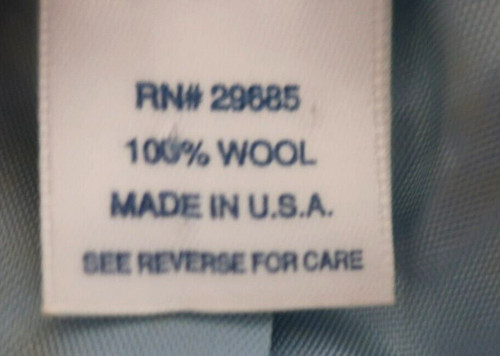 RN# 29685
100% WOOL
MADE IN U.S.A.
SEE REVERSE FOR CARE